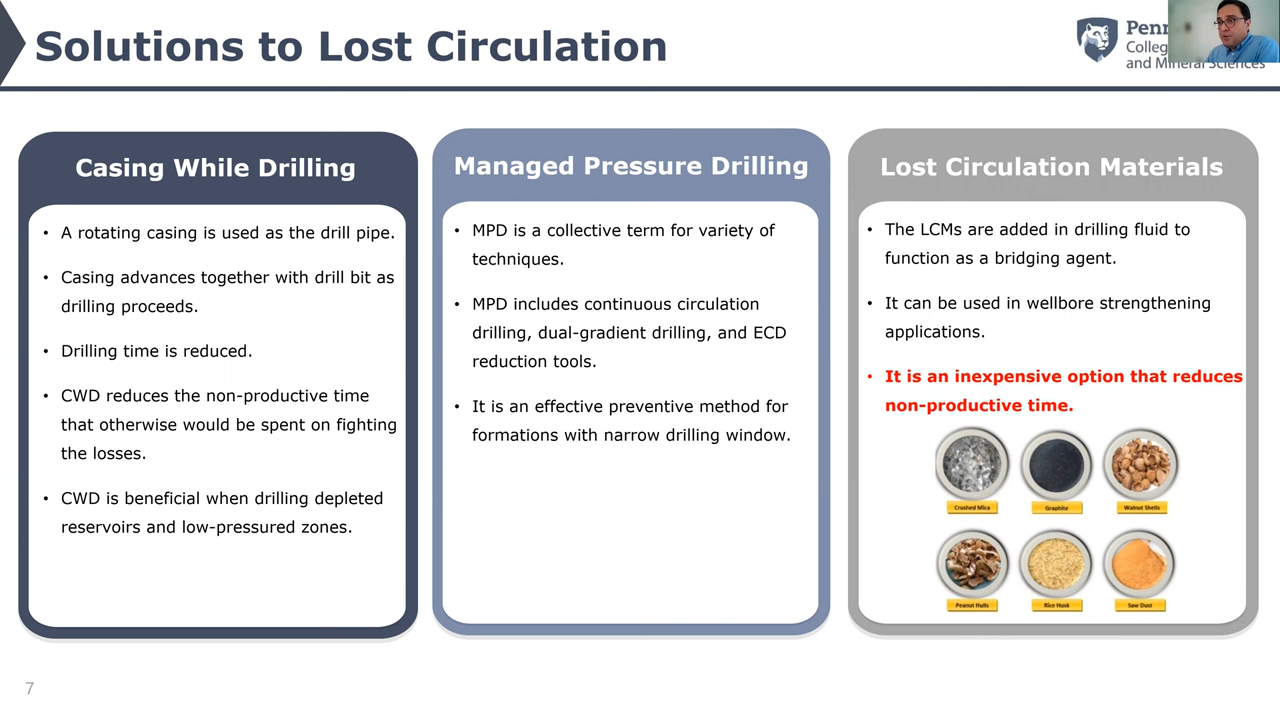 Solutions to Lost Circulation
Penn
Colleg
and Mineral Sciences
Casing While Drilling
• A rotating casing is used as the drill pipe.
• Casing advances together with drill bit as
drilling proceeds.
• Drilling time is reduced.
• CWD reduces the non-productive time
that otherwise would be spent on fighting
the losses.
• CWD is beneficial when drilling depleted
reservoirs and low-pressured zones.
Managed Pressure Drilling
• MPD is a collective term for variety of
techniques.
• MPD includes continuous circulation
drilling, dual-gradient drilling, and ECD
reduction tools.
• It is an effective preventive method for
formations with narrow drilling window.
Lost Circulation Materials
• The LCMs are added in drilling fluid to
function as a bridging agent.
• It can be used in wellbore strengthening
applications.
• It is an inexpensive option that reduces
non-productive time.
Crushed Mica
Graphite
Walnut Shells
Peanut Hulls
Rice Husk
Saw Dust
7